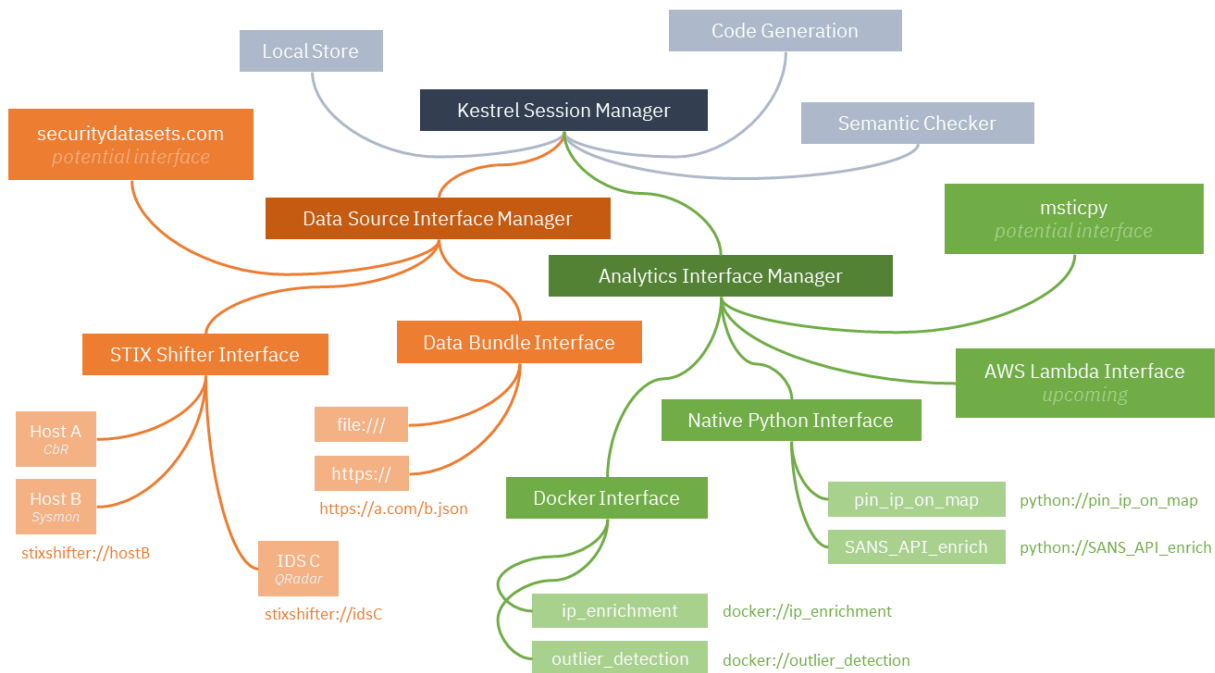 Local Store
Code Generation
Kestrel Session Manager
Semantic Checker
securitydatasets.com
potential interface
Data Source Interface Manager
msticpy
potential interface
Analytics Interface Manager
STIX Shifter Interface
Data Bundle Interface
AWS Lambda Interface
upcoming
Native Python Interface
Host A
CbR
file:///
https://
https://a.com/b.json
Host B
Sysmon
stixshifter://hostB
IDS C
QRadar
stixshifter://idsC
Docker Interface
pin_ip_on_map
python://pin_ip_on_map
SANS_API_enrich
python://SANS_API_enrich
ip_enrichment
docker://ip_enrichment
outlier_detection
docker://outlier_detection